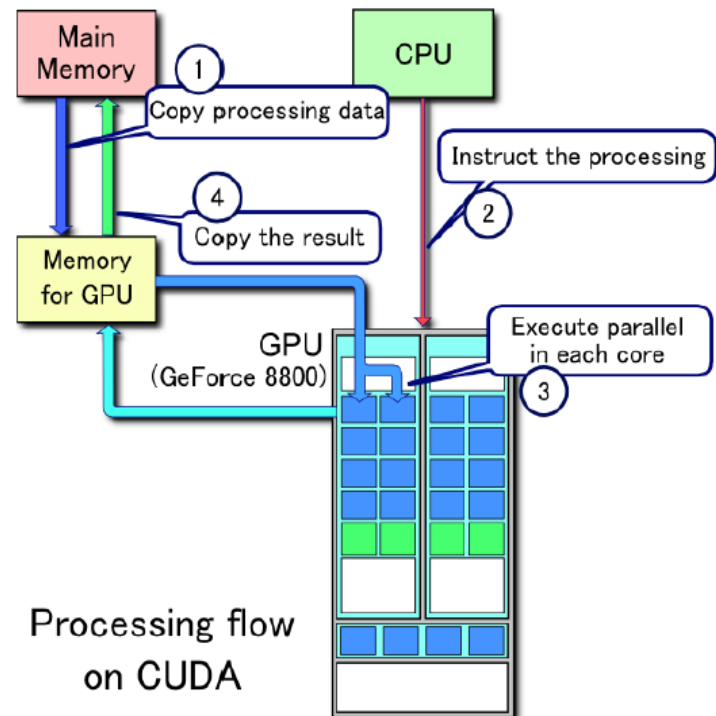 Main
Memory
1
Copy processing data
CPU
Instruct the processing
2
4
Copy the result
Memory
for GPU
GPU
(GeForce 8800)
Execute parallel
in each core
3
Processing flow
on CUDA